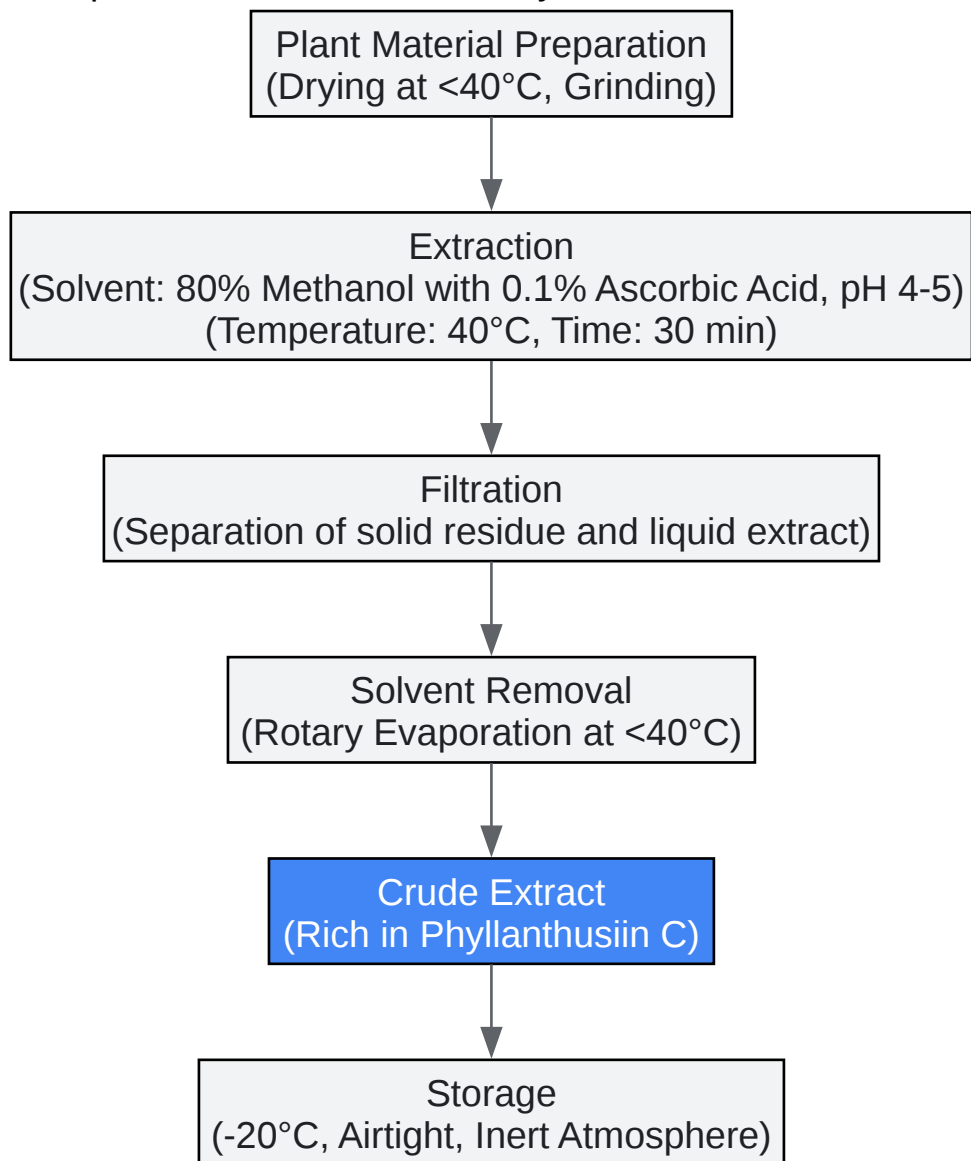 Plant Material Preparation
(Drying at <40°C, Grinding)
Extraction
(Solvent: 80% Methanol with 0.1% Ascorbic Acid, pH 4-5)
(Temperature: 40°C, Time: 30 min)
Filtration
(Separation of solid residue and liquid extract)
Solvent Removal
(Rotary Evaporation at <40°C)
Crude Extract
(Rich in Phyllanthusiin C)
Storage
(-20°C, Airtight, Inert Atmosphere)